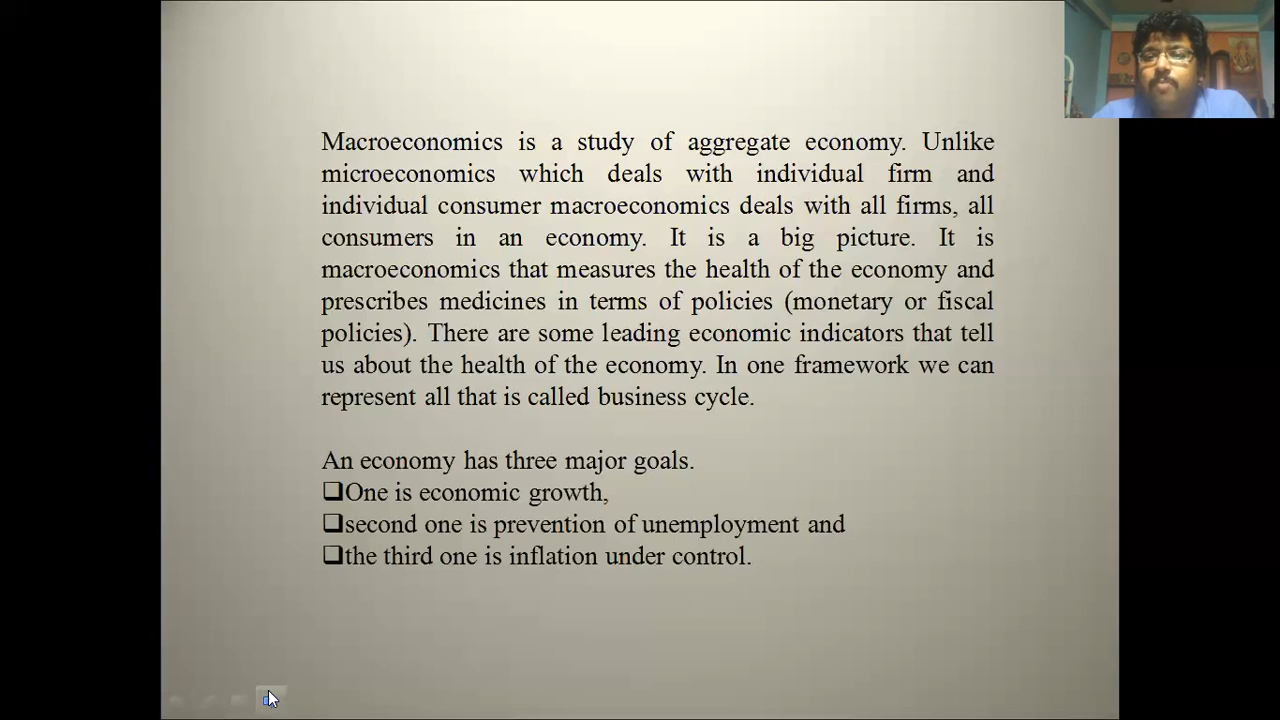 Macroeconomics is a study of aggregate economy. Unlike
microeconomics which deals with individual firm and
individual consumer macroeconomics deals with all firms, all
consumers in an economy. It is a big picture. It is
macroeconomics that measures the health of the economy and
prescribes medicines in terms of policies (monetary or fiscal
policies). There are some leading economic indicators that tell
us about the health of the economy. In one framework we can
represent all that is called business cycle.
An economy has three major goals.
❑One is economic growth,
❑second one is prevention of unemployment and
❑the third one is inflation under control.